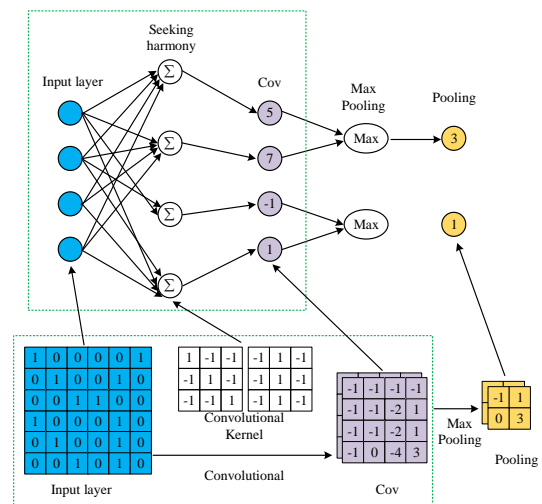 Seeking
harmony
Input layer
Cov
Max
Pooling
Pooling
Σ
5
Max
3
Σ
7
Σ
-1
Max
1
Σ
1
1 0 0 0 0 1
0 1 0 0 1 0
0 0 1 1 0 0
1 0 0 0 1 0
0 1 0 0 1 0
0 0 1 0 1 0
1 -1 -1
-1 1 -1
-1 -1 1
-1 1 -1
-1 1 -1
-1 1 -1
Convolutional
Kernel
-1 -1 -1 -1
-1 -1 -2 1
-1 -1 -2 1
-1 0 -4 3
-1 1
0 3
Max
Pooling
Pooling
Convolutional
Input layer
Cov